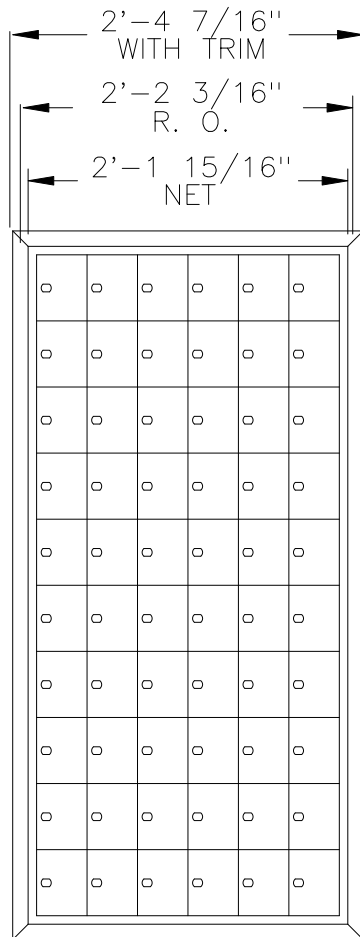 2'-4 7/16"
WITH TRIM
2'-2 3/16"
R. O.
2'-1 15/16"
NET